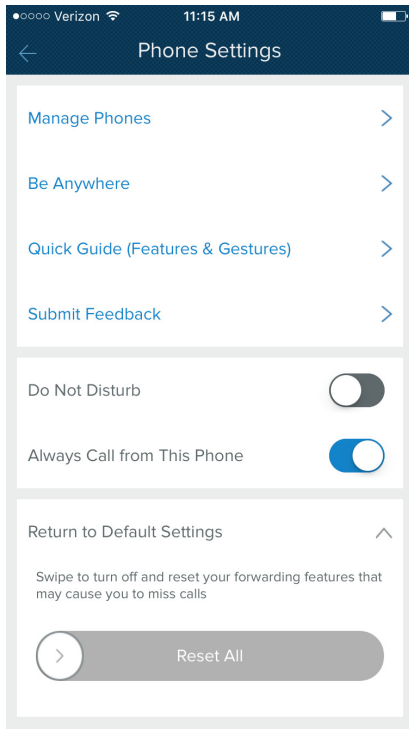 Verizon 11:15 AM
Phone Settings
Manage Phones
Be Anywhere
Quick Guide (Features & Gestures)
Submit Feedback
Do Not Disturb
Always Call from This Phone
Return to Default Settings
Swipe to turn off and reset your forwarding features that
may cause you to miss calls
Reset All